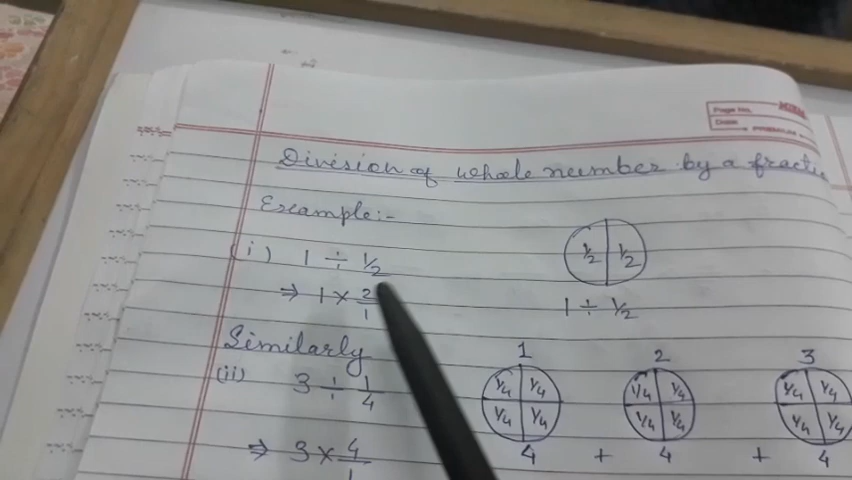 Page No.
Date:
Division of whole number by a fractio
Example:-
(i) 1 ÷ 1/2
1/2 1/2
⇒ 1 × 2/1
1 ÷ 1/2
Similarly
1 2 3
(ii) 3 ÷ 1/4
1/4 1/4 1/4 1/4 1/4 1/4
1/4 1/4 1/4 1/4 1/4 1/4
4 + 4 + 4
⇒ 3 × 4/1